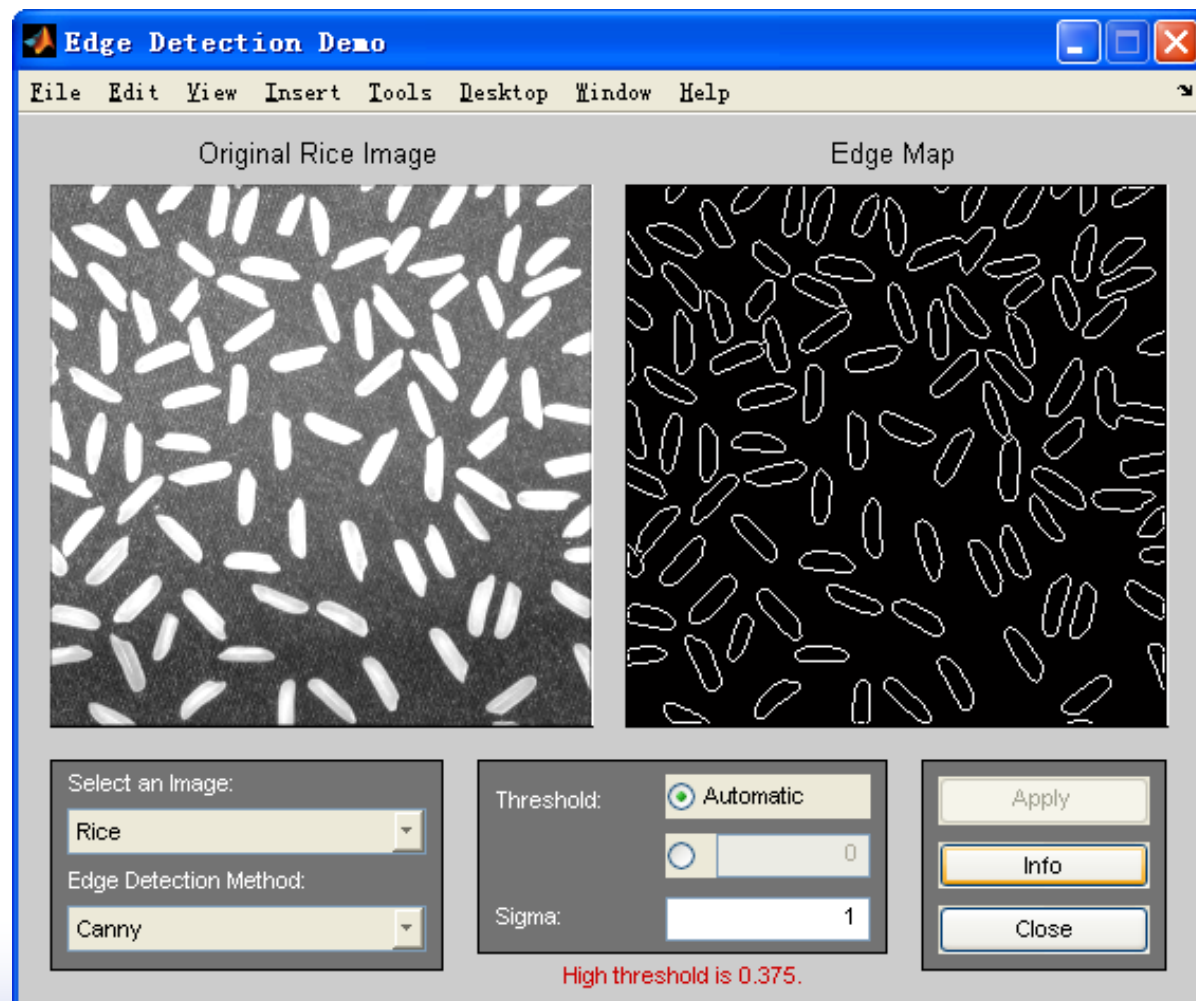 Edge Detection Demo
File Edit View Insert Tools Desktop Window Help
Original Rice Image
Edge Map
Select an Image:
Rice
Edge Detection Method:
Canny
Threshold:
Automatic
0
Sigma:
1
High threshold is 0.375.
Apply
Info
Close